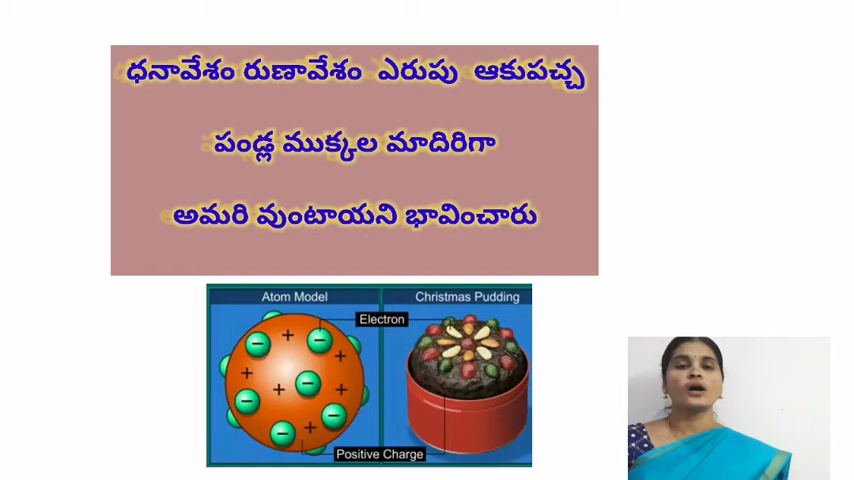 ధనావేశం రుణావేశం ఎరుపు ఆకుపచ్చ
పండ్ల ముక్కల మాదిరిగా
అమరి వుంటాయని భావించారు
Atom Model
Christmas Pudding
Electron
Positive Charge